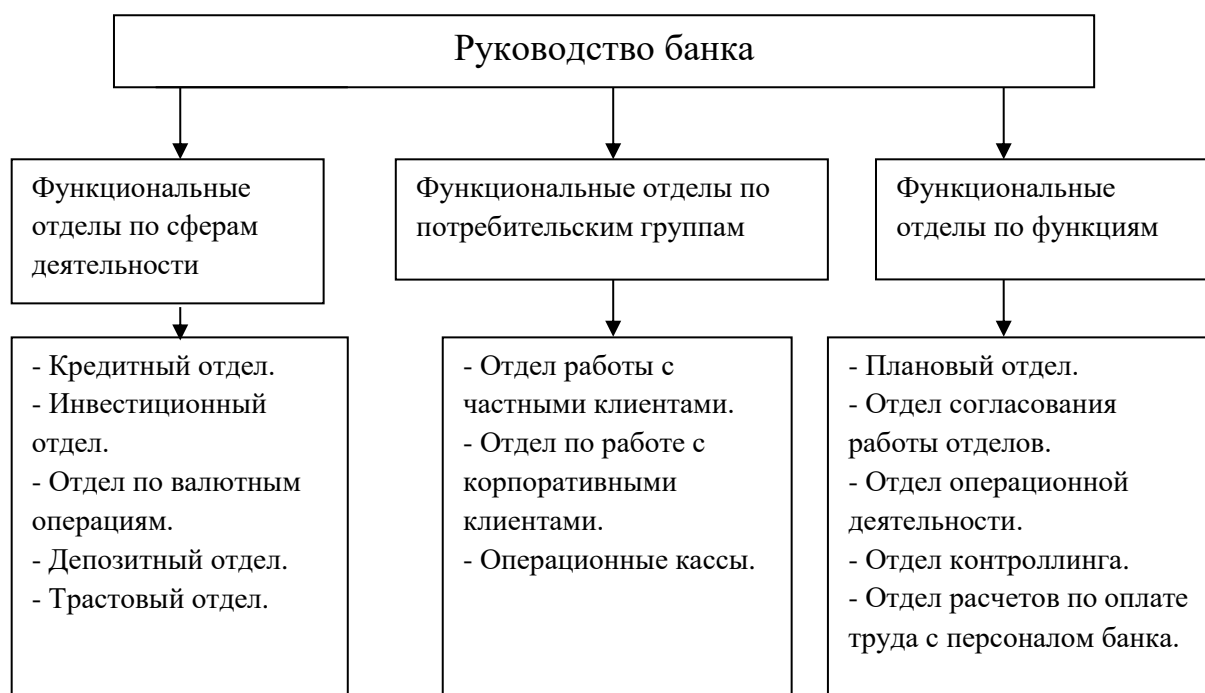 Руководство банка
Функциональные
отделы по сферам
деятельности
Функциональные отделы по
потребительским группам
Функциональные
отделы по функциям
- Кредитный отдел.
- Инвестиционный
отдел.
- Отдел по валютным
операциям.
- Депозитный отдел.
- Трастовый отдел.
- Отдел работы с
частными клиентами.
- Отдел по работе с
корпоративными
клиентами.
- Операционные кассы.
- Плановый отдел.
- Отдел согласования
работы отделов.
- Отдел операционной
деятельности.
- Отдел контроллинга.
- Отдел расчетов по оплате
труда с персоналом банка.